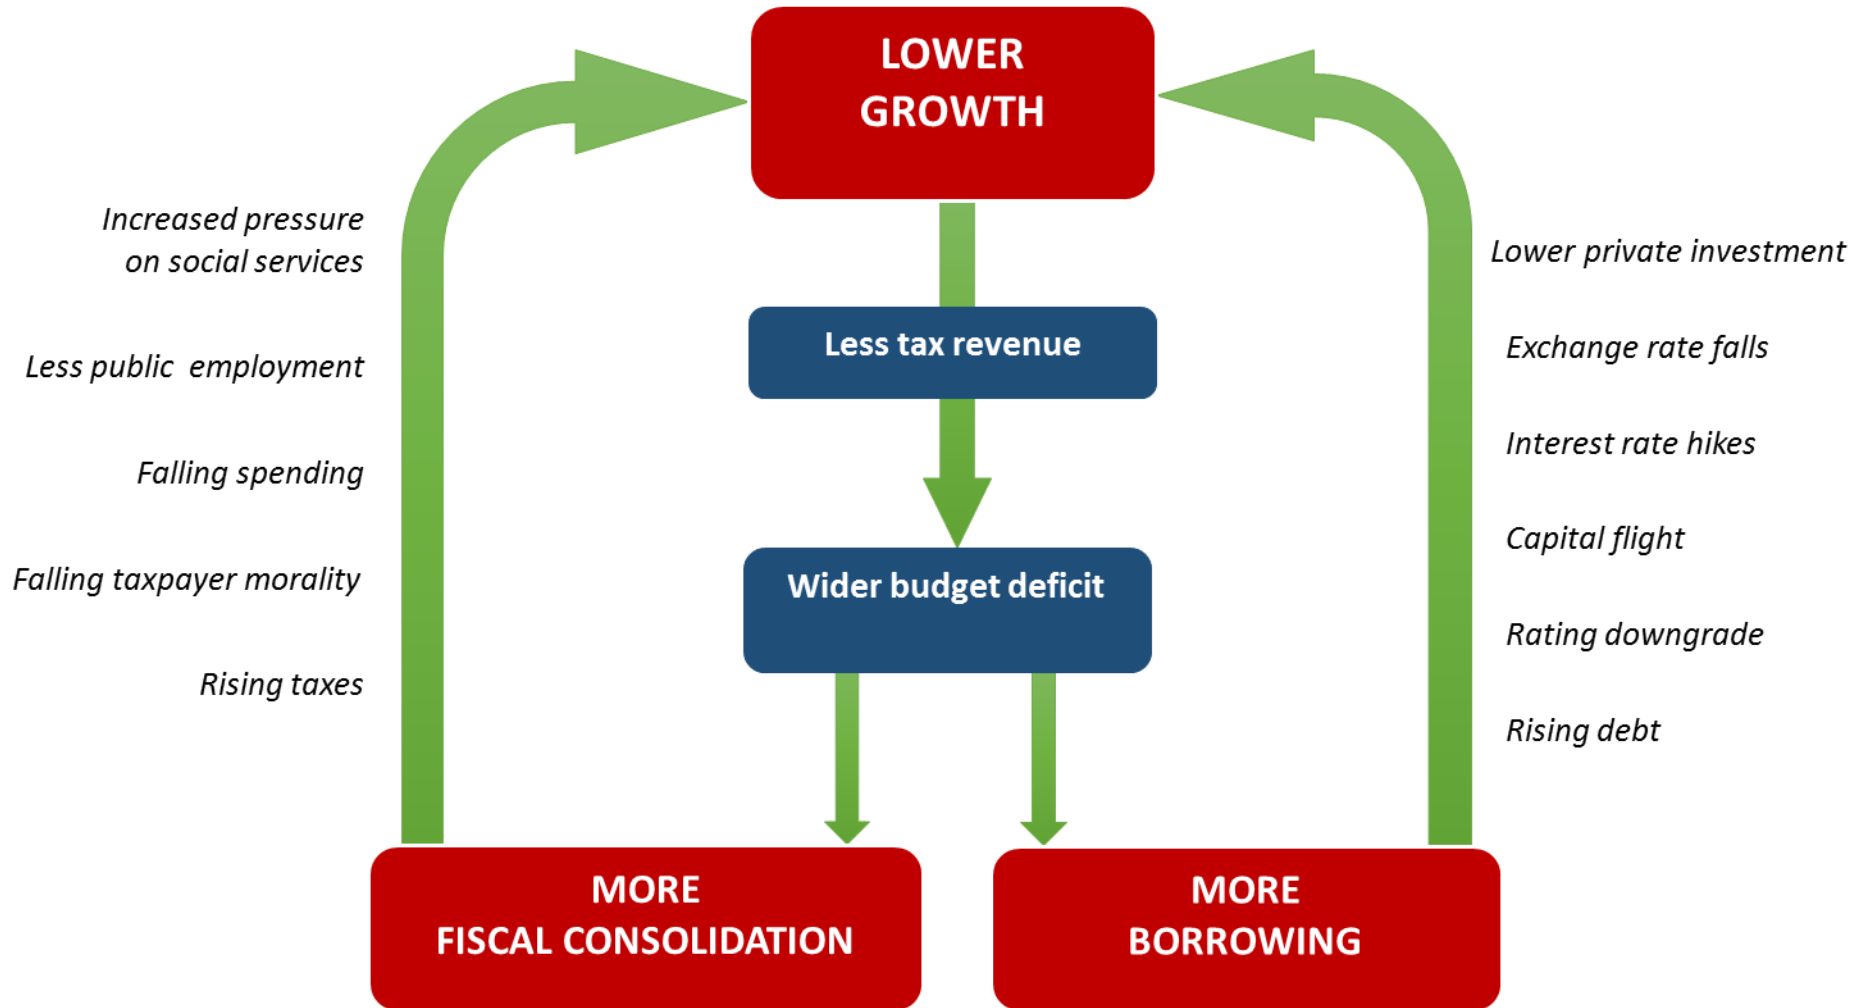 LOWER
GROWTH
Increased pressure
on social services
Less public  employment
Falling spending
Falling taxpayer morality
Rising taxes
Less tax revenue
Wider budget deficit
Lower private investment
Exchange rate falls
Interest rate hikes
Capital flight
Rating downgrade
Rising debt
MORE
FISCAL CONSOLIDATION
MORE
BORROWING